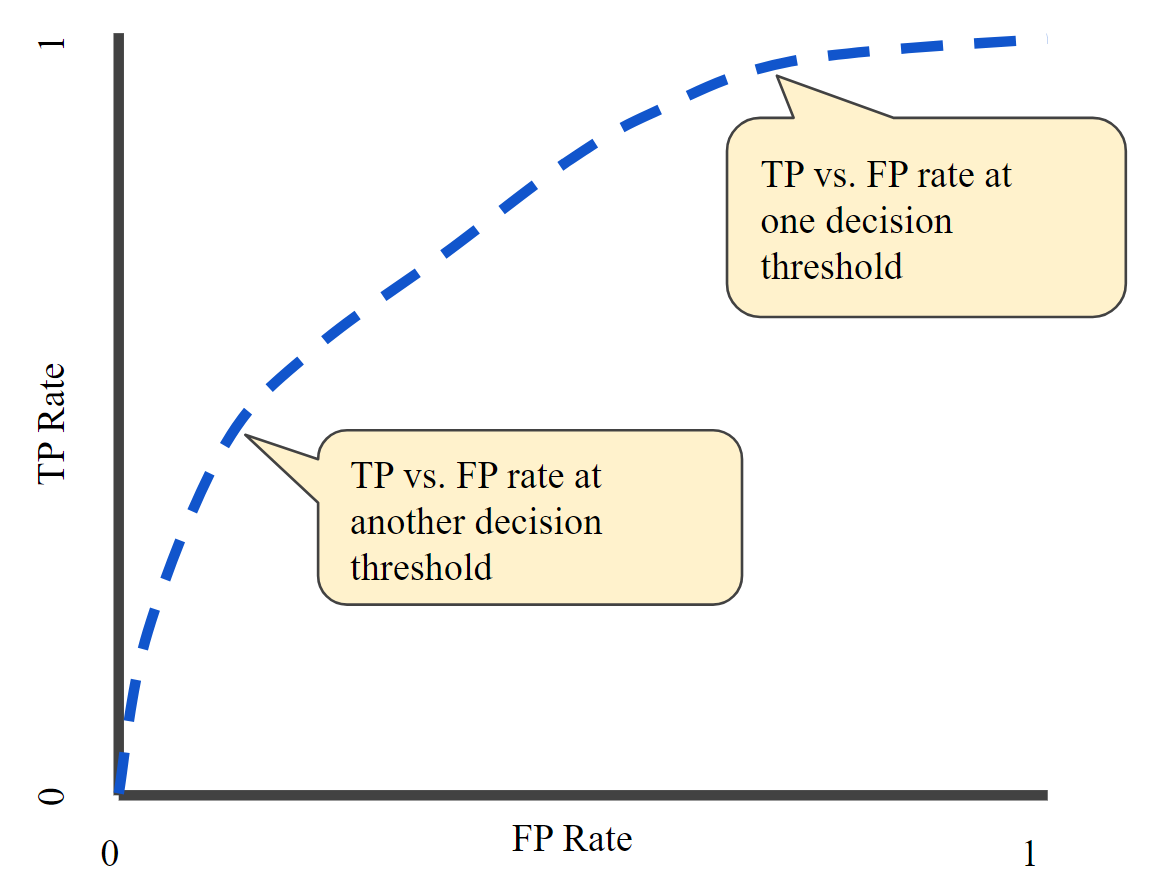 1
TP vs. FP rate at
one decision
threshold
TP Rate
TP vs. FP rate at
another decision
threshold
0
FP Rate
0
1